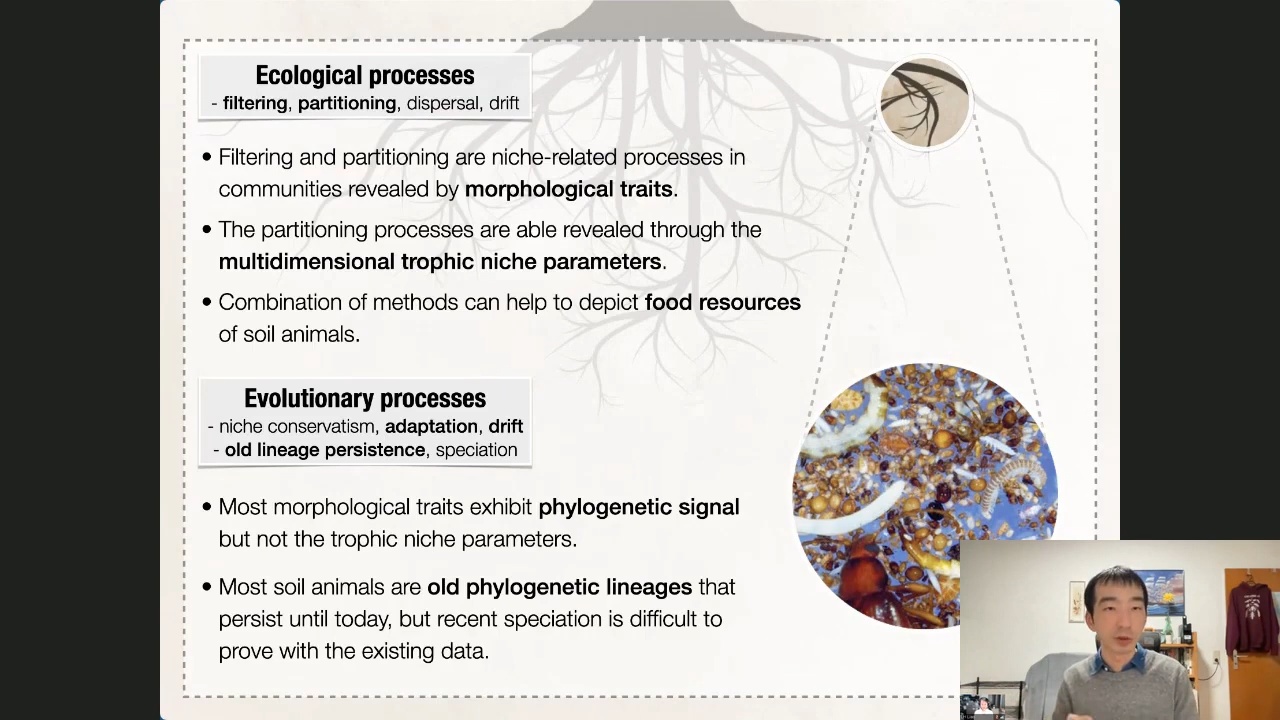 Ecological processes
- filtering, partitioning, dispersal, drift
• Filtering and partitioning are niche-related processes in
communities revealed by morphological traits.
• The partitioning processes are able revealed through the
multidimensional trophic niche parameters.
• Combination of methods can help to depict food resources
of soil animals.
Evolutionary processes
- niche conservatism, adaptation, drift
- old lineage persistence, speciation
• Most morphological traits exhibit phylogenetic signal
but not the trophic niche parameters.
• Most soil animals are old phylogenetic lineages that
persist until today, but recent speciation is difficult to
prove with the existing data.